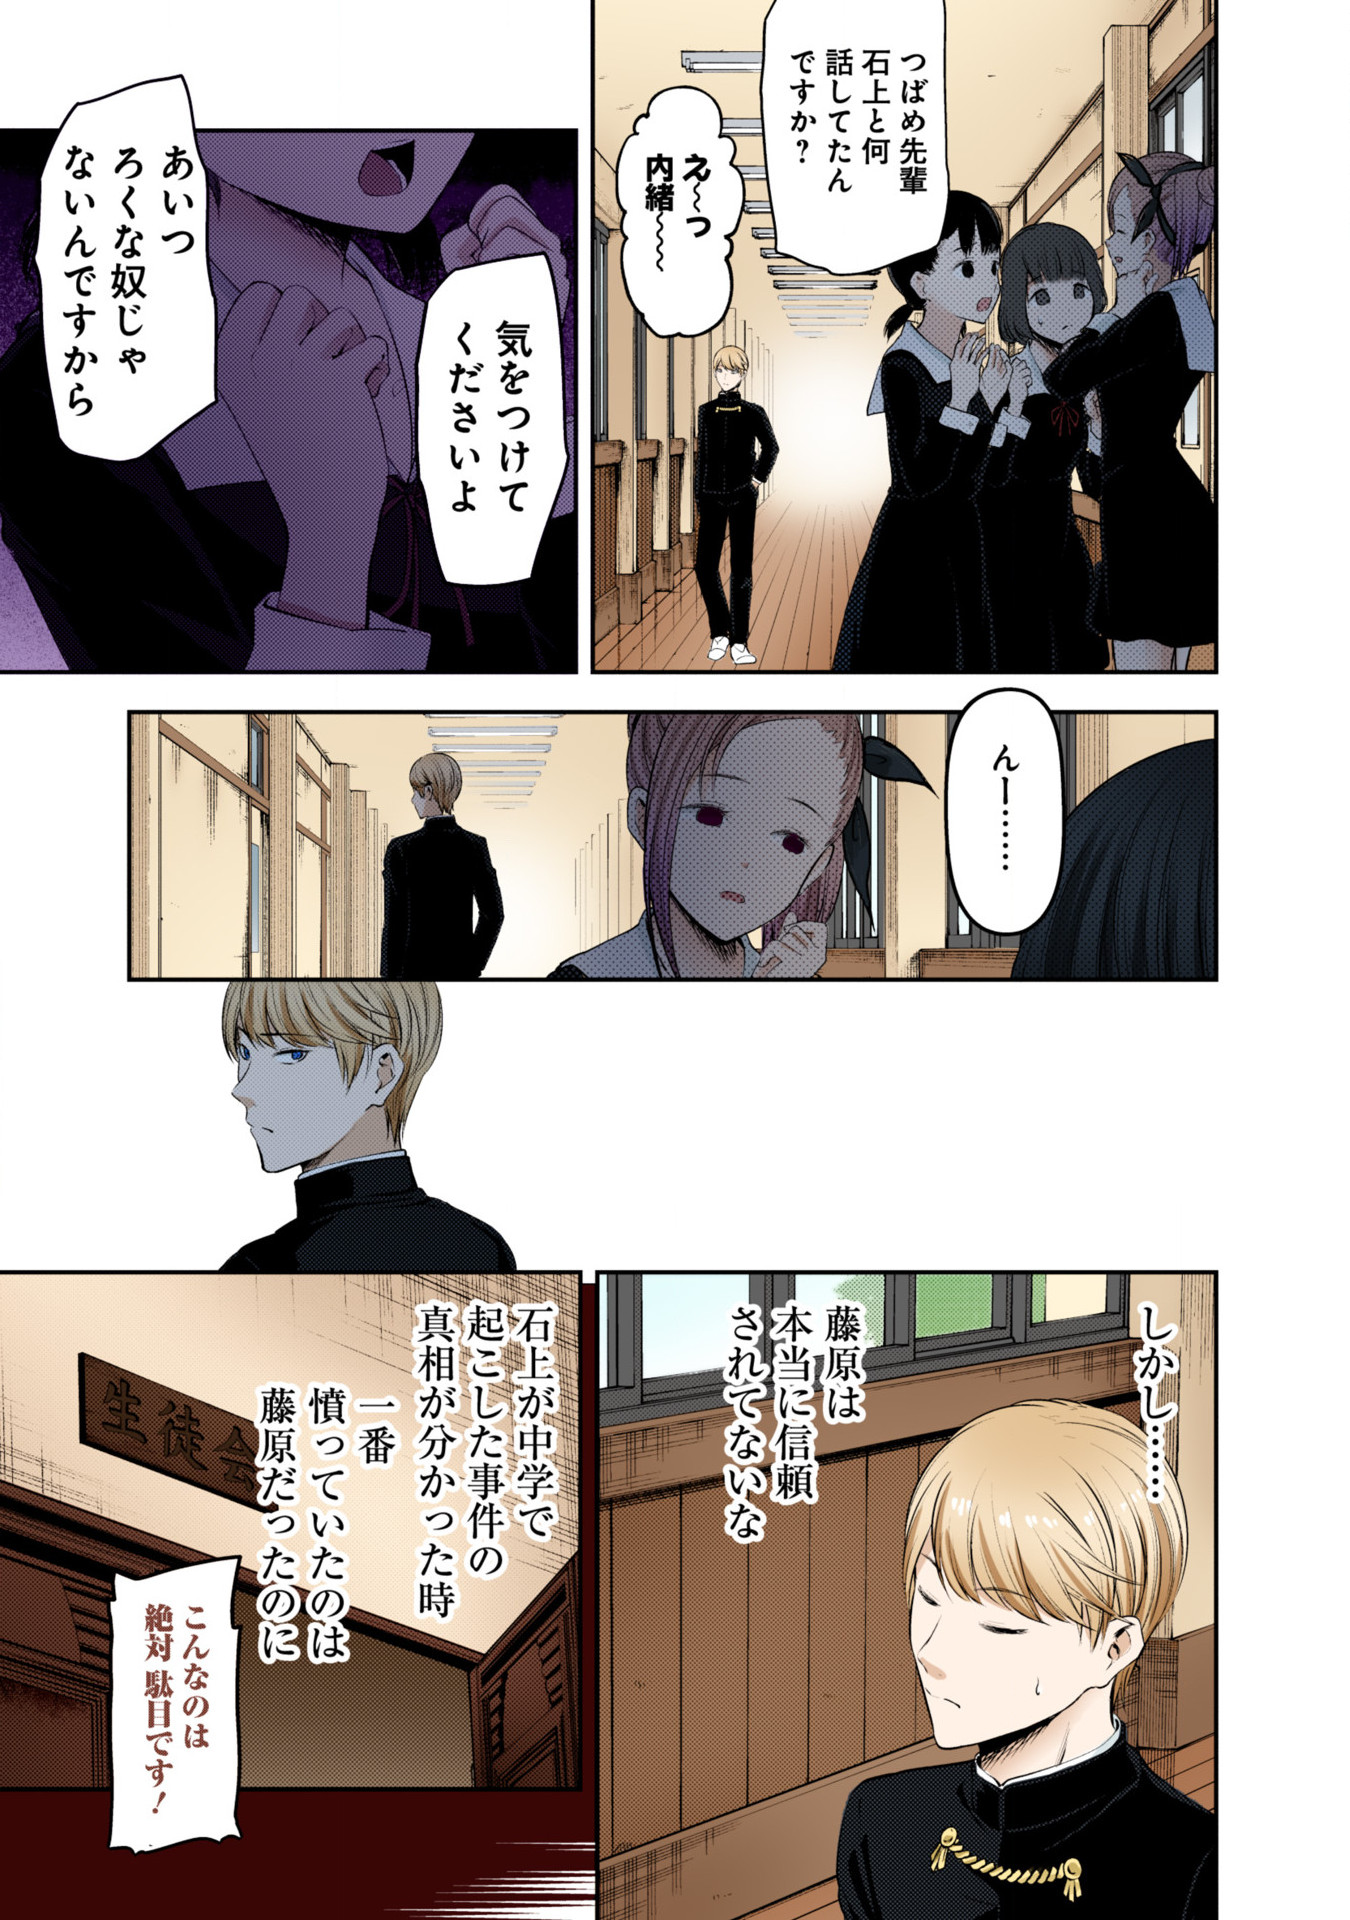 つばめ先輩
石上と何
話してたん
ですか?
え〜っ
内緒〜〜〜
気をつけて
くださいよ
あいつ
ろくな奴じゃ
ないんですから
んー………
しかし……
藤原は
本当に信頼
されてないな
石上が中学で
起こした事件の
真相が分かった時
一番
憤っていたのは
藤原だったのに
生徒会
こんなのは
絶対駄目です!